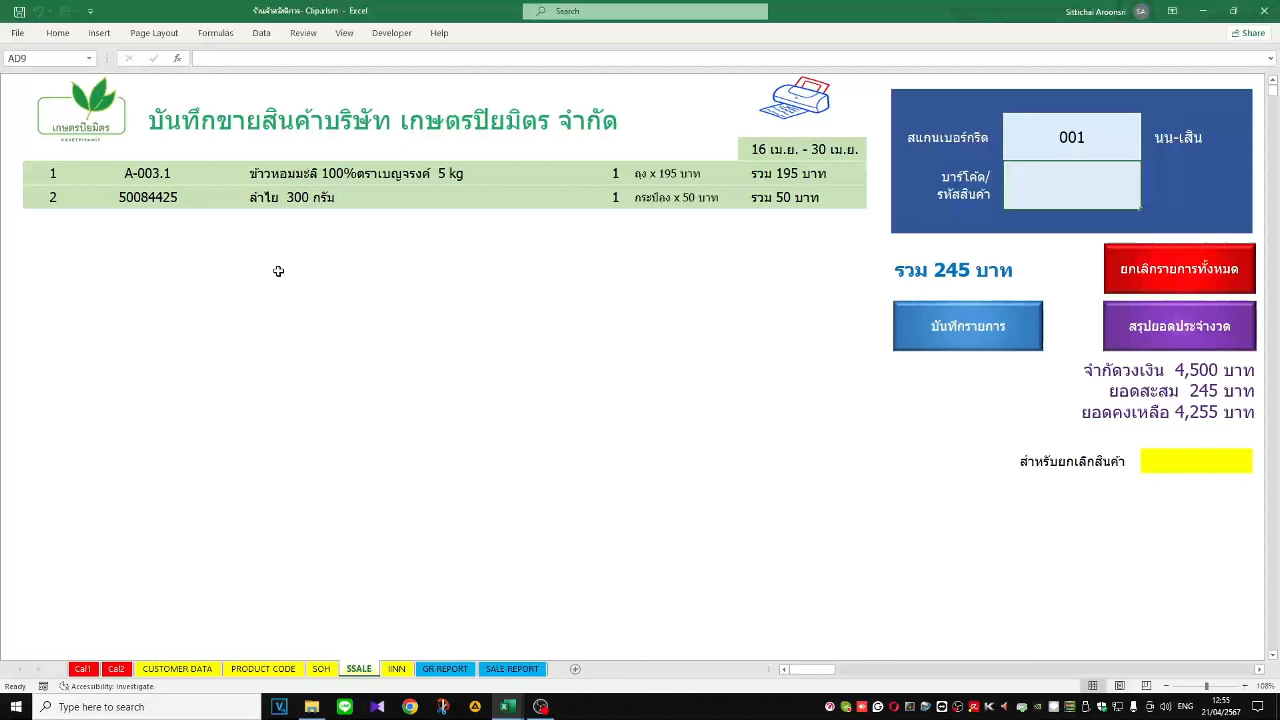 ร้านค้าสวัสดิการ- Cliparism - Excel
Search
Sittichai Aroonsri SA
File Home Insert Page Layout Formulas Data Review View Developer Help
Share
AD9
fx
เกษตรปิยมิตร
KASETPIYAMIT
บันทึกขายสินค้าบริษัท เกษตรปิยมิตร จำกัด
16 เม.ย. - 30 เม.ย.
1 A-003.1 ข้าวหอมมะลิ 100%ตราเบญจรงค์ 5 kg 1 ถุง x 195 บาท รวม 195 บาท
2 50084425 ลำไย 300 กรัม 1 กระป๋อง x 50 บาท รวม 50 บาท
สแกนเบอร์กรีด 001 นน-เสิน
บาร์โค้ด/
รหัสสินค้า
รวม 245 บาท
ยกเลิกรายการทั้งหมด
บันทึกรายการ
สรุปยอดประจำงวด
จำกัดวงเงิน 4,500 บาท
ยอดสะสม 245 บาท
ยอดคงเหลือ 4,255 บาท
สำหรับยกเลิกสินค้า
Cal1 Cal2 CUSTOMER DATA PRODUCT CODE SOH SSALE IINN GR REPORT SALE REPORT
Ready Accessibility: Investigate 108%
Type here to search
ENG
12:55
21/04/2567